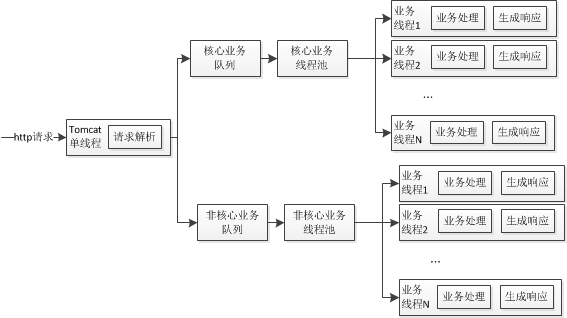 http请求
Tomcat
单线程
请求解析
核心业务
队列
核心业务
线程池
业务
线程1
业务处理
生成响应
业务
线程2
业务处理
生成响应
...
业务
线程N
业务处理
生成响应
非核心业务
队列
非核心业务
线程池
业务
线程1
业务处理
生成响应
业务
线程2
业务处理
生成响应
...
业务
线程N
业务处理
生成响应